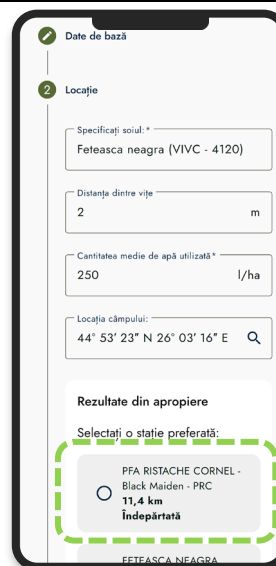 Date de bază
2 Locație
Specificați soiul:*
Feteasca neagra (VIVC - 4120)
Distanța dintre vițe
2 m
Cantitatea medie de apă utilizată*
250 l/ha
Locația câmpului:
44° 53′ 23″ N 26° 03′ 16″ E
Rezultate din apropiere
Selectați o stație preferată:
PFA RISTACHE CORNEL -
Black Maiden - PRC
11,4 km
Îndepărtată
FETEASCA NEAGRA